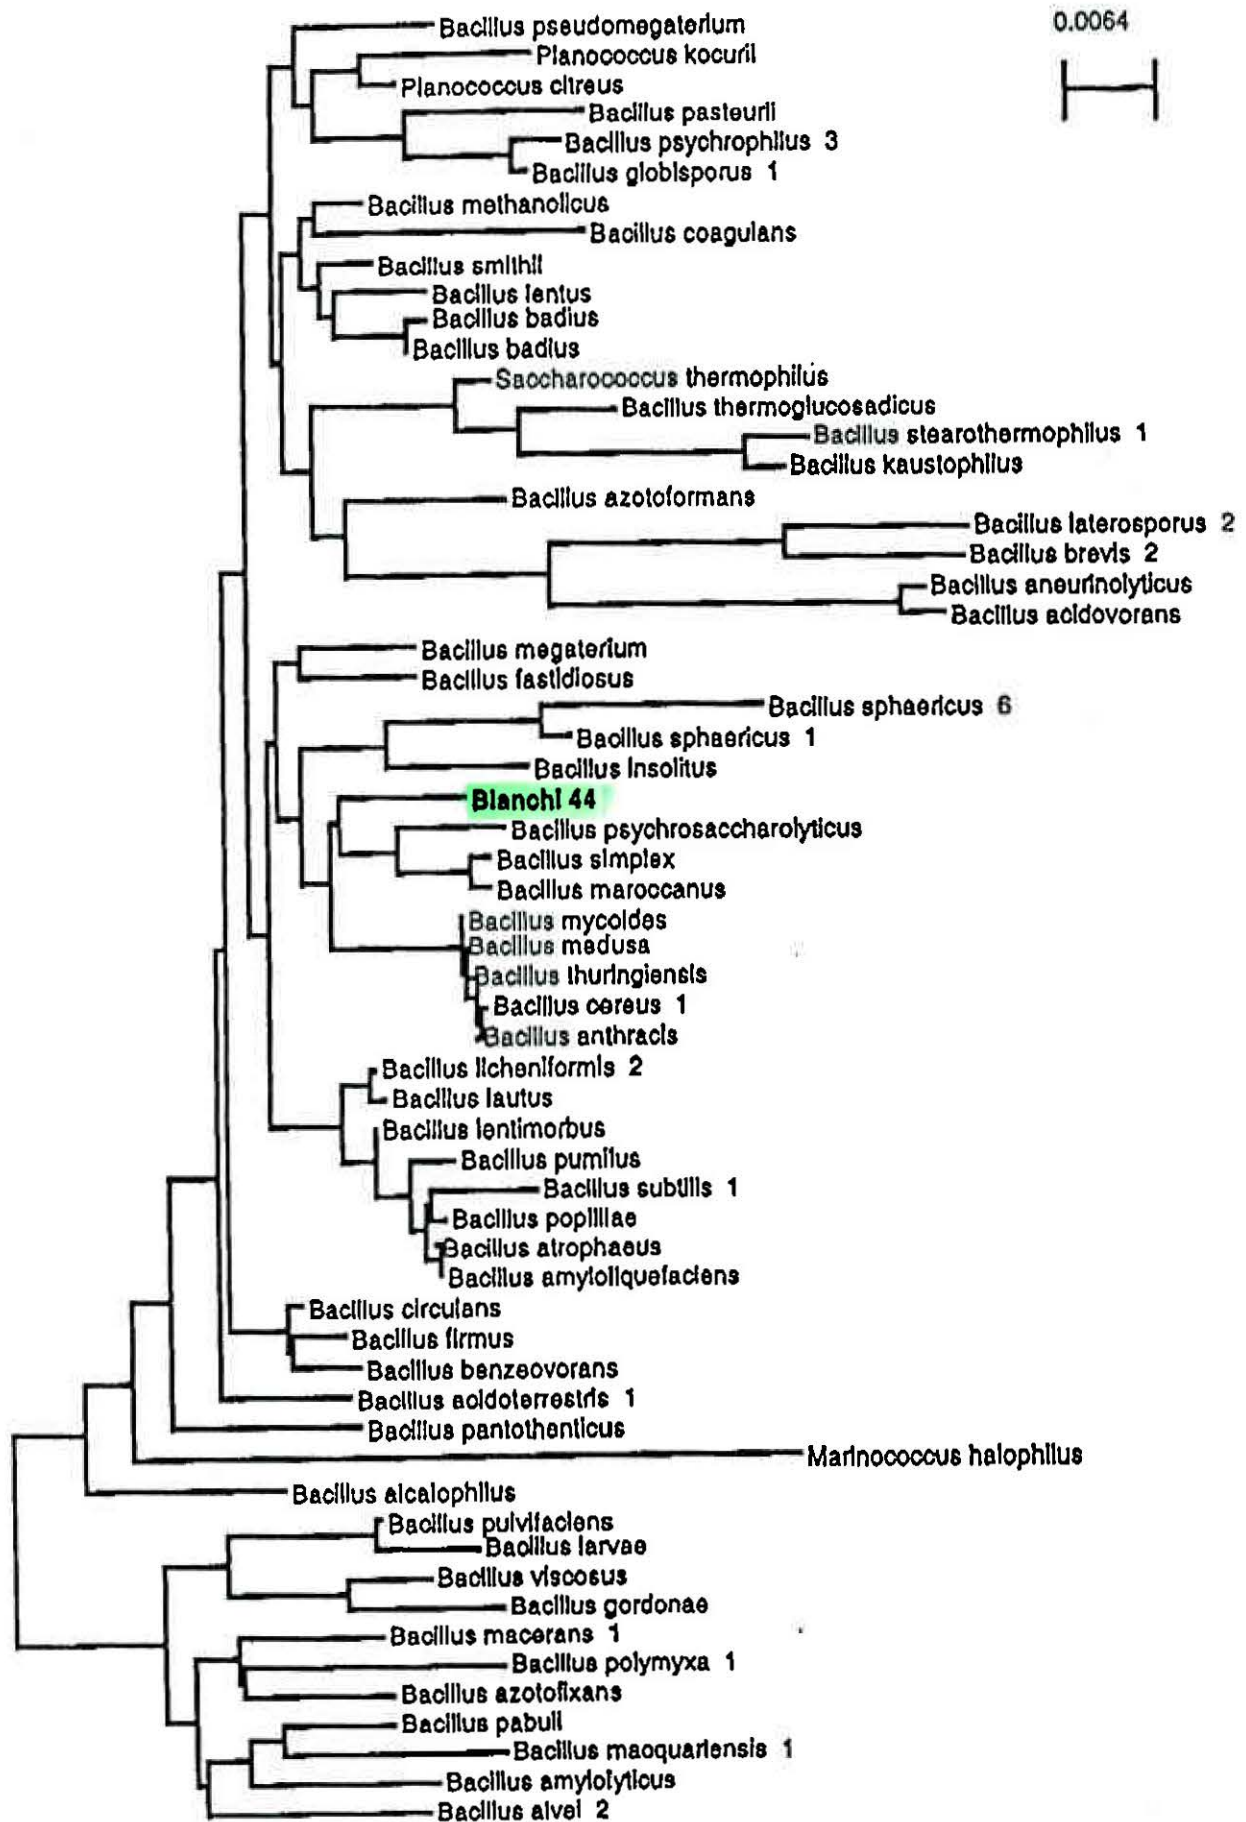 0.0064
Bacillus pseudomegaterium
Planococcus kocurii
Planococcus citreus
Bacillus pasteurii
Bacillus psychrophilus 3
Bacillus globisporus 1
Bacillus methanolicus
Bacillus coagulans
Bacillus smithii
Bacillus lentus
Bacillus badius
Bacillus badius
Saccharococcus thermophilus
Bacillus thermoglucosadicus
Bacillus stearothermophilus 1
Bacillus kaustophilus
Bacillus azotoformans
Bacillus laterosporus 2
Bacillus brevis 2
Bacillus aneurinolyticus
Bacillus acidovorans
Bacillus megaterium
Bacillus fastidiosus
Bacillus sphaericus 6
Bacillus sphaericus 1
Bacillus insolitus
Bianchi 44
Bacillus psychrosaccharolyticus
Bacillus simplex
Bacillus maroccanus
Bacillus mycoides
Bacillus medusa
Bacillus thuringiensis
Bacillus cereus 1
Bacillus anthracis
Bacillus licheniformis 2
Bacillus lautus
Bacillus lentimorbus
Bacillus pumilus
Bacillus subtilis 1
Bacillus popilliae
Bacillus atrophaeus
Bacillus amyloliquefaciens
Bacillus circulans
Bacillus firmus
Bacillus benzeovorans
Bacillus acidoterrestris 1
Bacillus pantothenticus
Marinococcus halophilus
Bacillus alcalophilus
Bacillus pulvifaciens
Bacillus larvae
Bacillus viscosus
Bacillus gordonae
Bacillus macerans 1
Bacillus polymyxa 1
Bacillus azotofixans
Bacillus pabuli
Bacillus macquariensis 1
Bacillus amylolyticus
Bacillus alvei 2